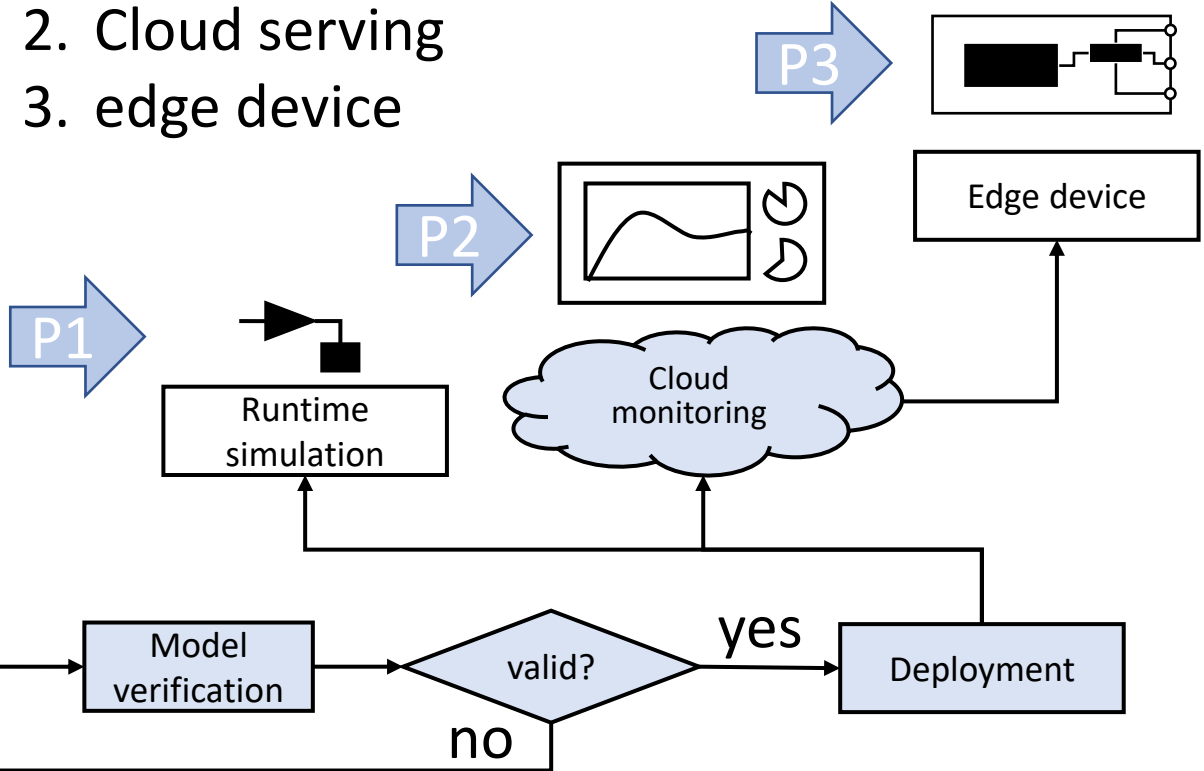 2. Cloud serving
3. edge device
P3
Edge device
P2
P1
Cloud
monitoring
Runtime
simulation
Model
verification
valid?
yes
Deployment
no